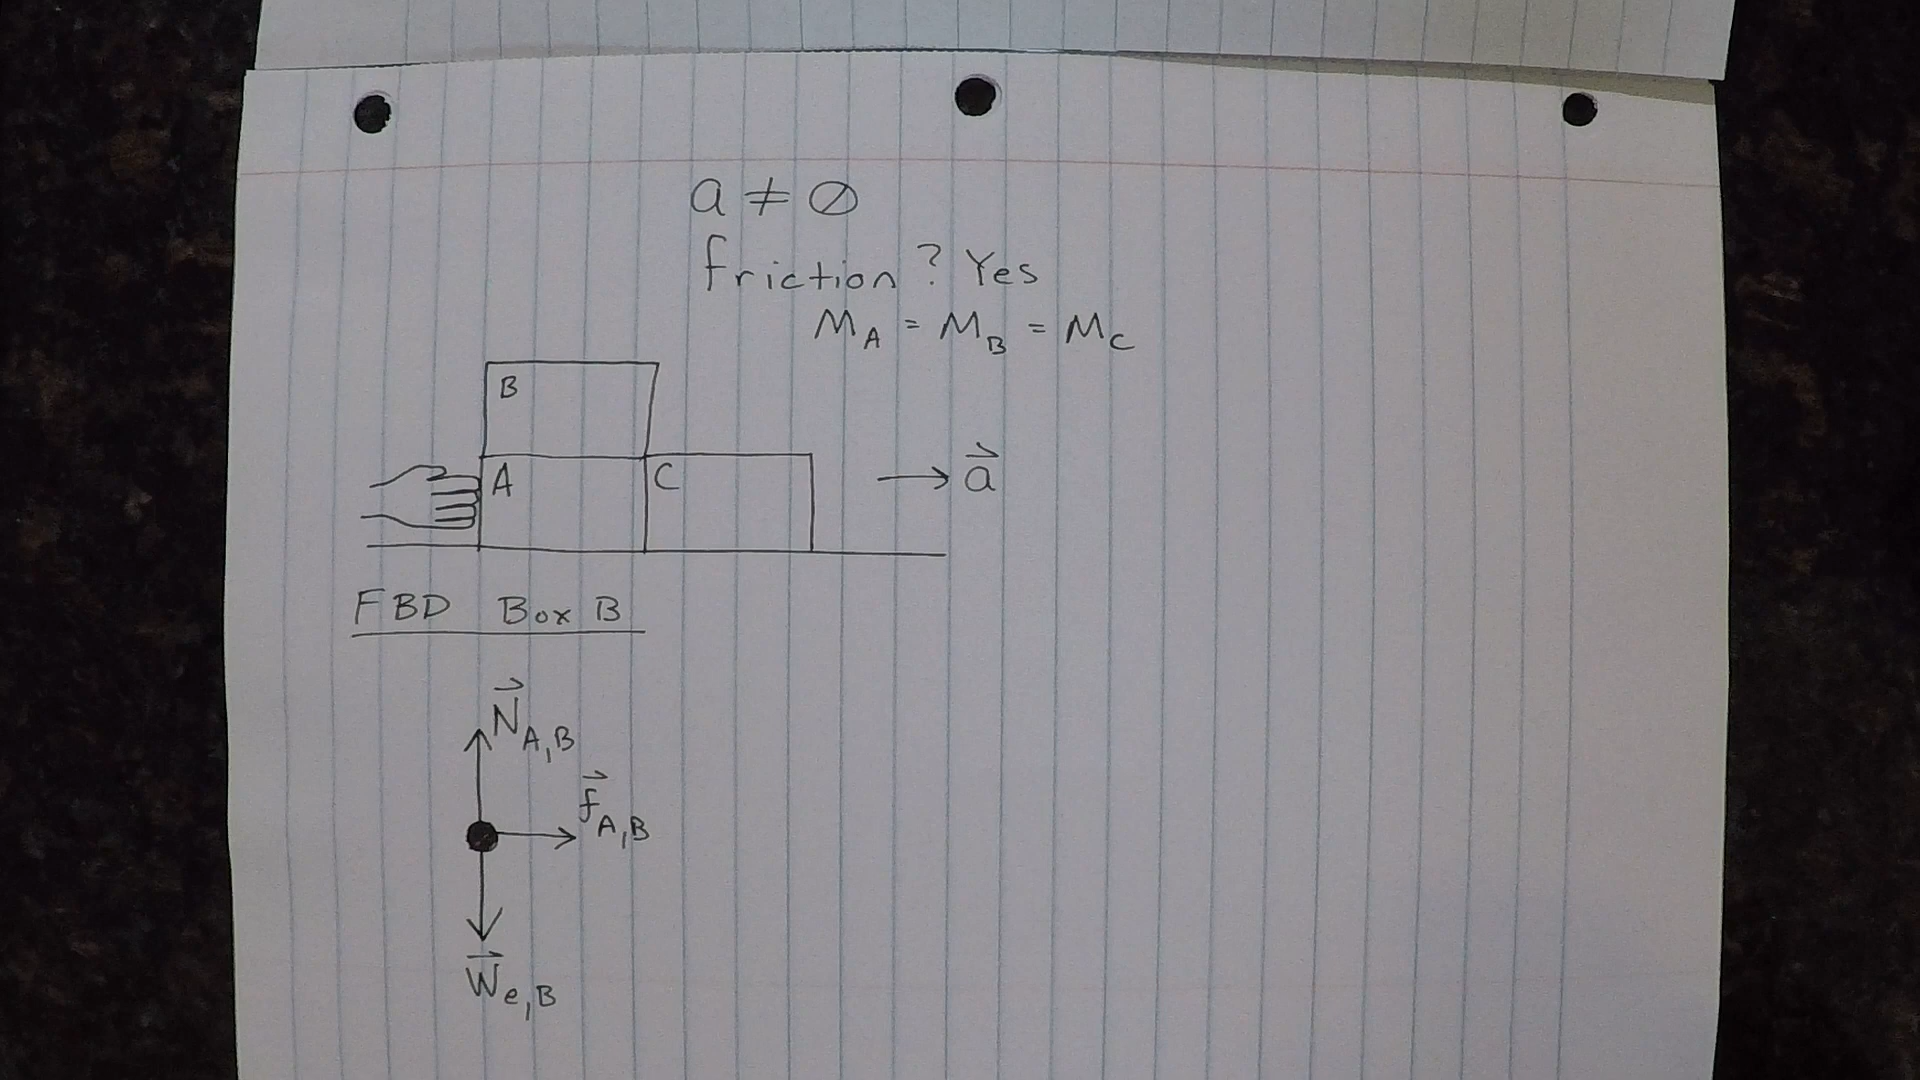 a ≠ ∅
friction? Yes
M_A = M_B = M_C
B
A
C
→ a⃗
FBD Box B
N⃗_A,B
f⃗_A,B
W⃗_e,B